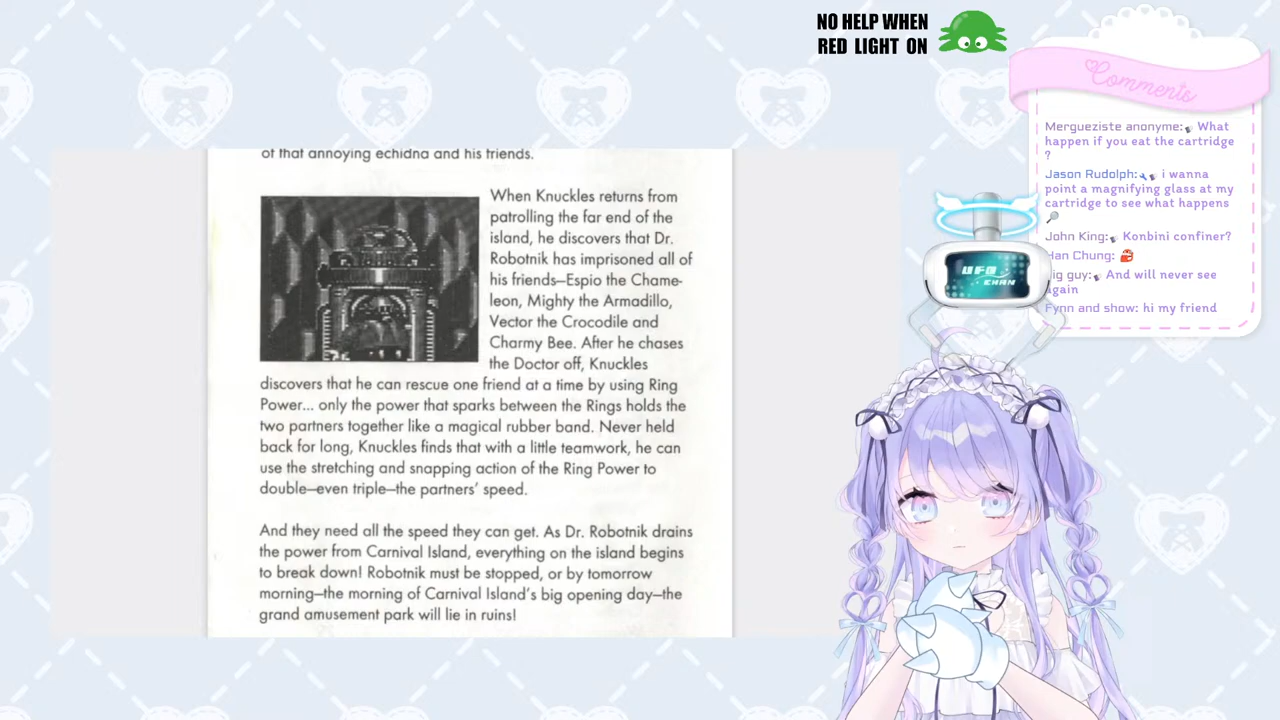 NO HELP WHEN
RED LIGHT ON
Comments
Mergueziste anonyme: What
happen if you eat the cartridge
?
Jason Rudolph: i wanna
point a magnifying glass at my
cartridge to see what happens
John King: Konbini confiner?
Han Chung:
ig guy: And will never see
again
Fynn and show: hi my friend
UFO
CHAN
of that annoying echidna and his friends.
When Knuckles returns from
patrolling the far end of the
island, he discovers that Dr.
Robotnik has imprisoned all of
his friends—Espio the Chame-
leon, Mighty the Armadillo,
Vector the Crocodile and
Charmy Bee. After he chases
the Doctor off, Knuckles
discovers that he can rescue one friend at a time by using Ring
Power... only the power that sparks between the Rings holds the
two partners together like a magical rubber band. Never held
back for long, Knuckles finds that with a little teamwork, he can
use the stretching and snapping action of the Ring Power to
double—even triple—the partners' speed.
And they need all the speed they can get. As Dr. Robotnik drains
the power from Carnival Island, everything on the island begins
to break down! Robotnik must be stopped, or by tomorrow
morning—the morning of Carnival Island's big opening day—the
grand amusement park will lie in ruins!